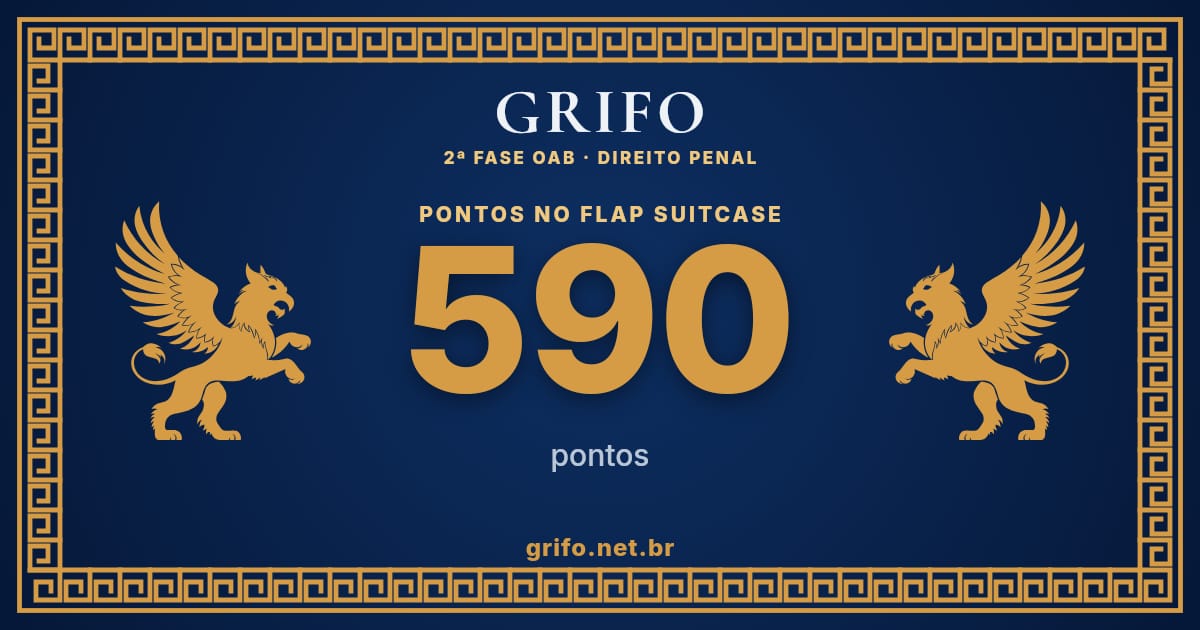 GRIFO
2ª FASE OAB · DIREITO PENAL
PONTOS NO FLAP SUITCASE
590
pontos
grifo.net.br